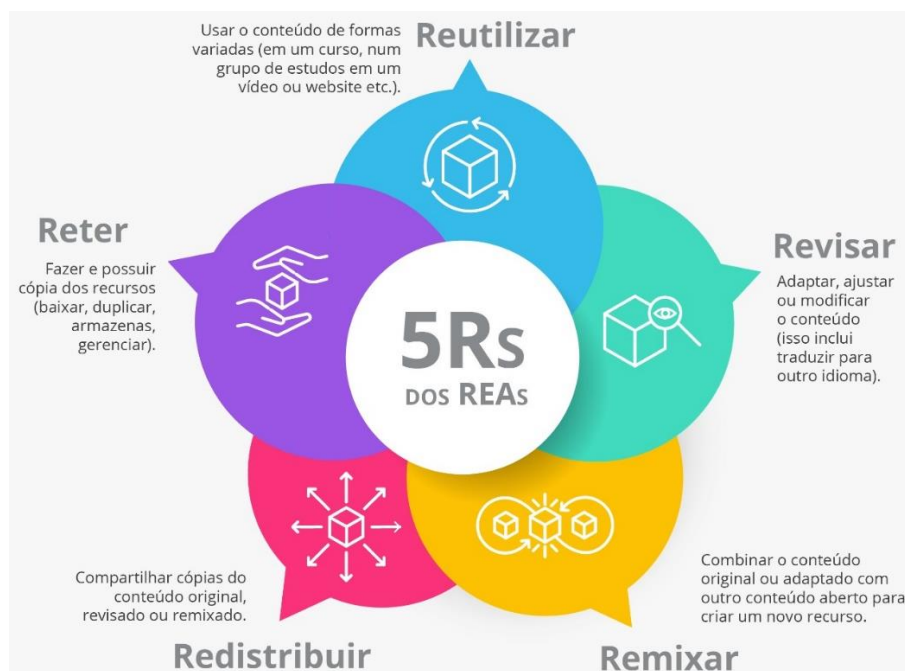 Reutilizar
Usar o conteúdo de formas
variadas (em um curso, num
grupo de estudos em um
vídeo ou website etc.).
Revisar
Adaptar, ajustar
ou modificar
o conteúdo
(isso inclui
traduzir para
outro idioma).
Remixar
Combinar o conteúdo
original ou adaptado com
outro conteúdo aberto para
criar um novo recurso.
Redistribuir
Compartilhar cópias do
conteúdo original,
revisado ou remixado.
Reter
Fazer e possuir
cópia dos recursos
(baixar, duplicar,
armazenas,
gerenciar).
5Rs
DOS REAs